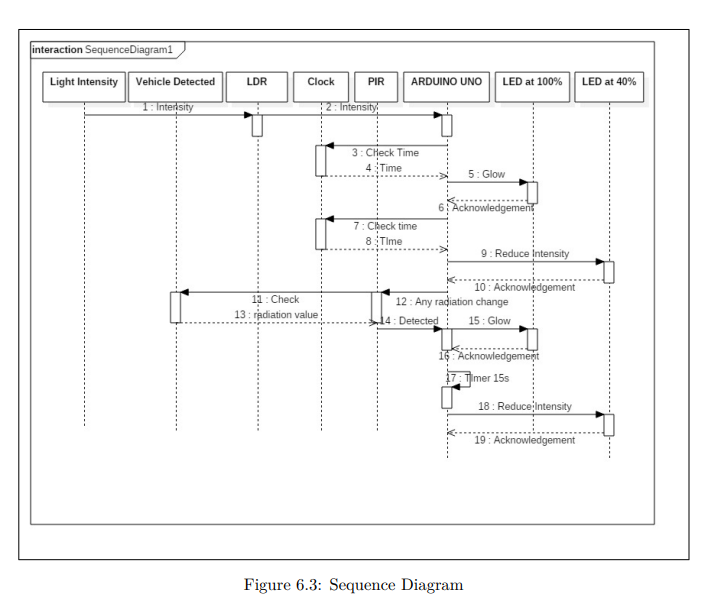 interaction SequenceDiagram1
Light Intensity
Vehicle Detected
LDR
Clock
PIR
ARDUINO UNO
LED at 100%
LED at 40%
1 : Intensity
2 : Intensity
3 : Check Time
4 : Time
5 : Glow
6 : Acknowledgement
7 : Check time
8 : TIme
9 : Reduce Intensity
10 : Acknowledgement
11 : Check
12 : Any radiation change
13 : radiation value
14 : Detected
15 : Glow
16 : Acknowledgement
17 : TImer 15s
18 : Reduce Intensity
19 : Acknowledgement
Figure 6.3: Sequence Diagram